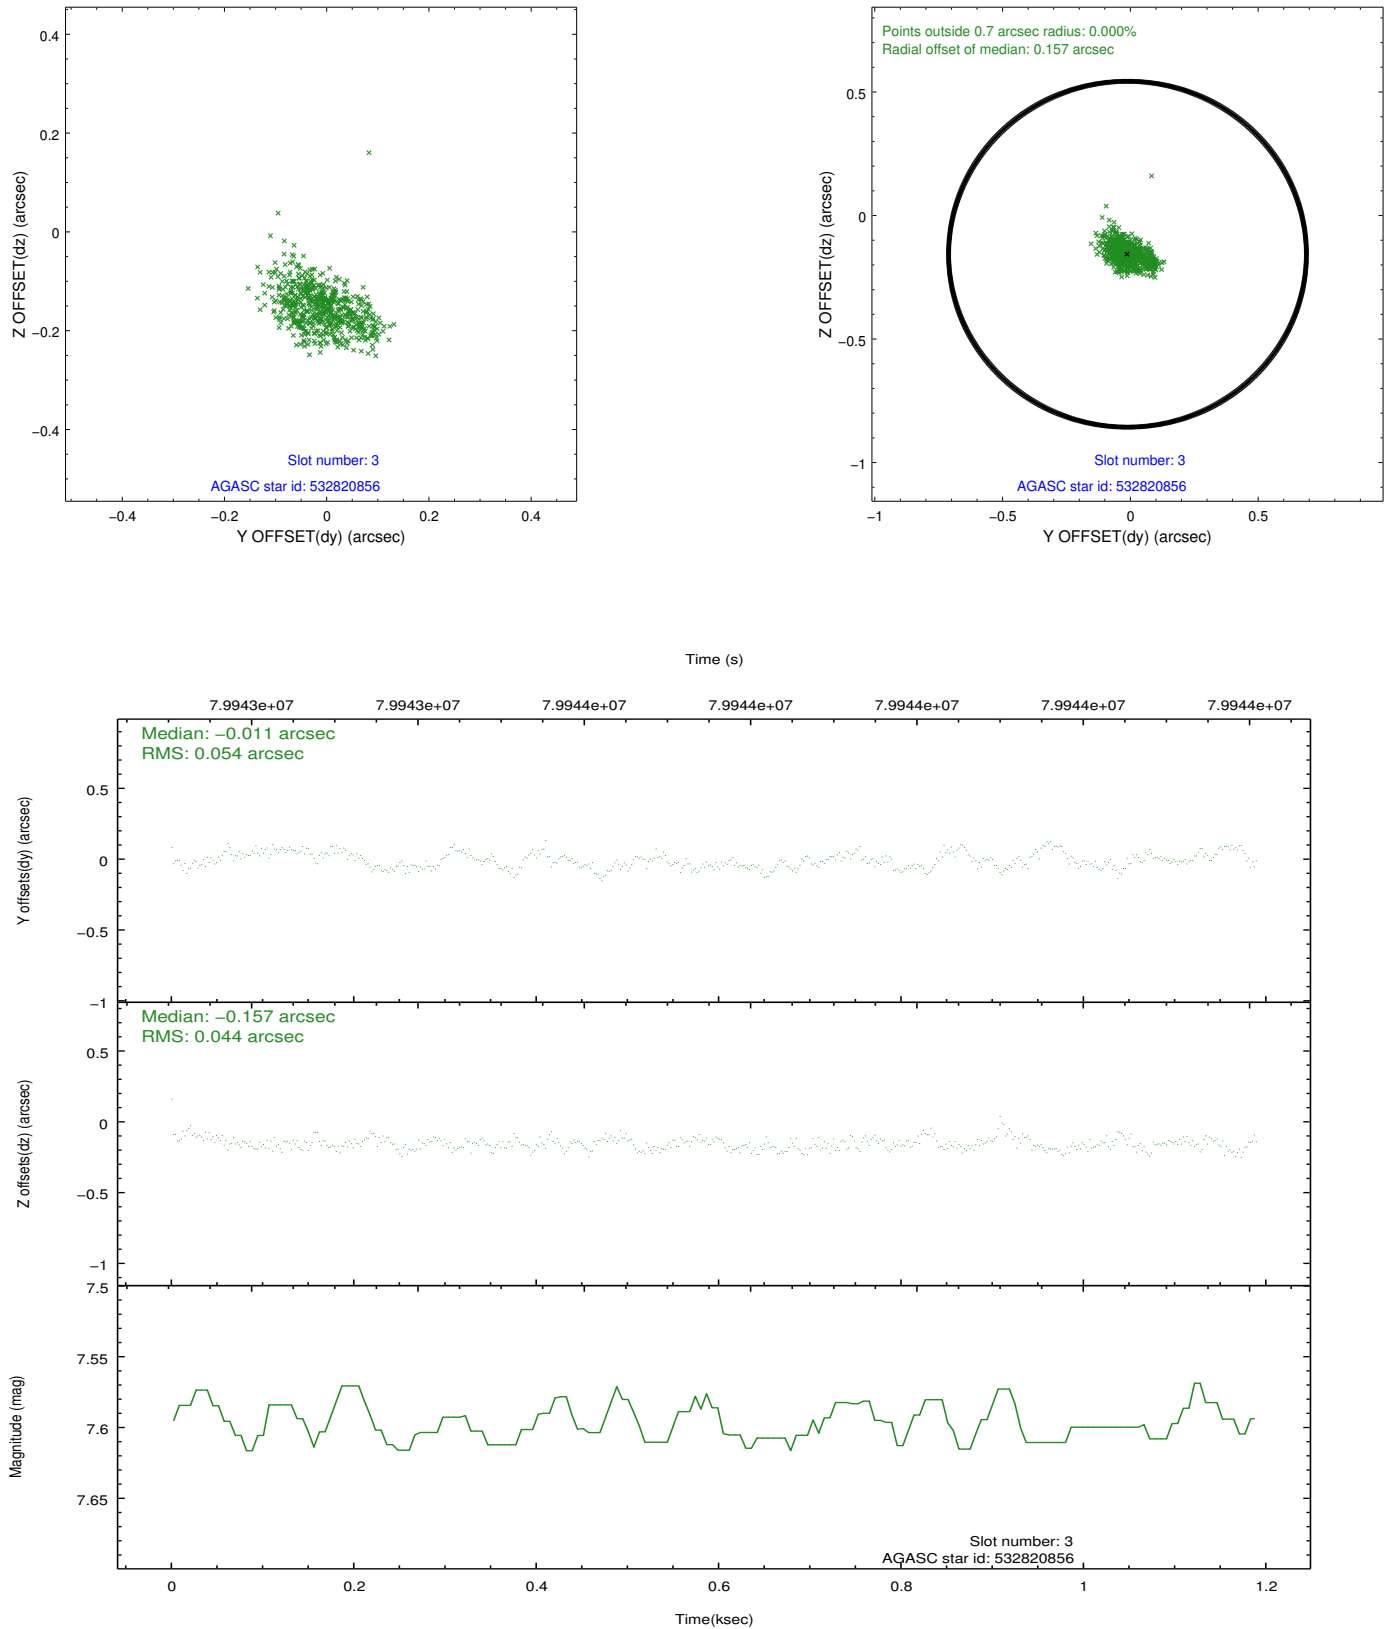 0.4
0.2
0
−0.2
−0.4
Z OFFSET(dz) (arcsec)
Slot number: 3
AGASC star id: 532820856
−0.4
−0.2
0
0.2
0.4
Y OFFSET(dy) (arcsec)
Points outside 0.7 arcsec radius: 0.000%
Radial offset of median: 0.157 arcsec
0.5
0
−0.5
−1
Z OFFSET(dz) (arcsec)
Slot number: 3
AGASC star id: 532820856
−1
−0.5
0
0.5
Y OFFSET(dy) (arcsec)
Time (s)
7.9943e+07
7.9943e+07
7.9944e+07
7.9944e+07
7.9944e+07
7.9944e+07
7.9944e+07
Median: −0.011 arcsec
RMS: 0.054 arcsec
0.5
0
−0.5
−1
Y offsets(dy) (arcsec)
Median: −0.157 arcsec
RMS: 0.044 arcsec
0.5
0
−0.5
−1
Z offsets(dz) (arcsec)
7.5
7.55
7.6
7.65
Magnitude (mag)
Slot number: 3
AGASC star id: 532820856
0
0.2
0.4
0.6
0.8
1
1.2
Time(ksec)